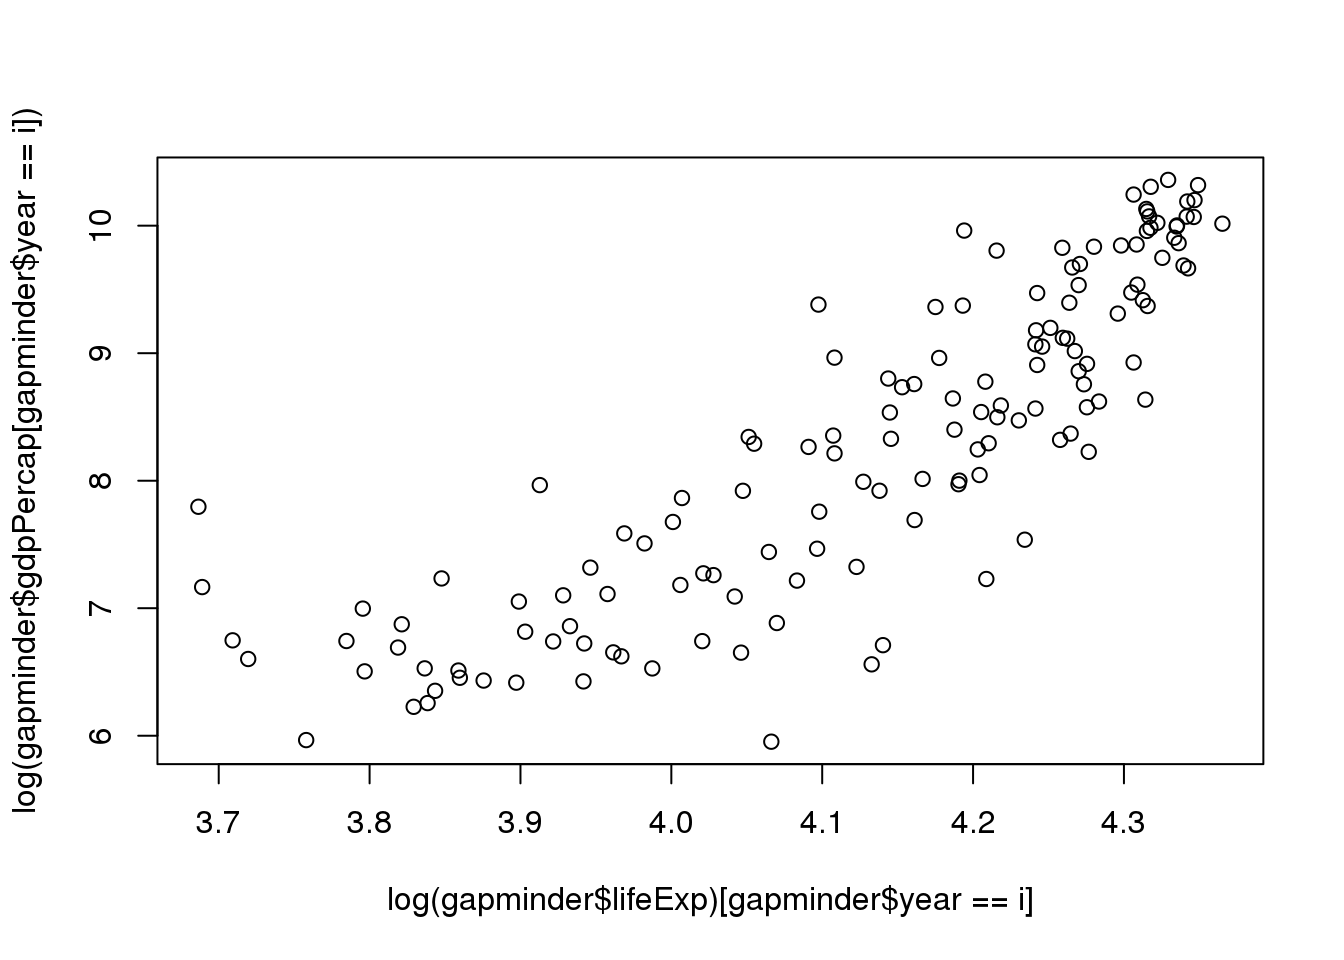 log(gapminder$gdpPercap[gapminder$year == i])
10
9
8
7
6
3.7 3.8 3.9 4.0 4.1 4.2 4.3
log(gapminder$lifeExp)[gapminder$year == i]